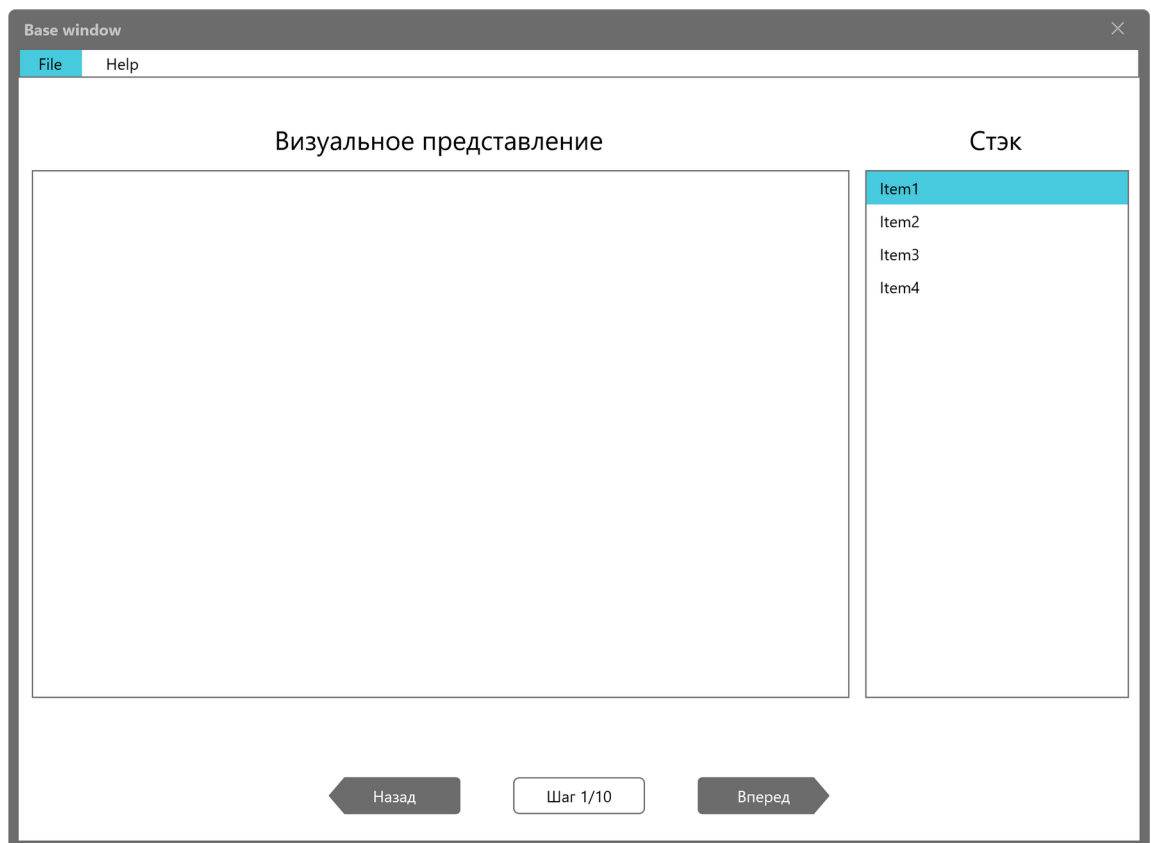 Base window
File Help
Визуальное представление
Стэк
Item1
Item2
Item3
Item4
Назад
Шаг 1/10
Вперед